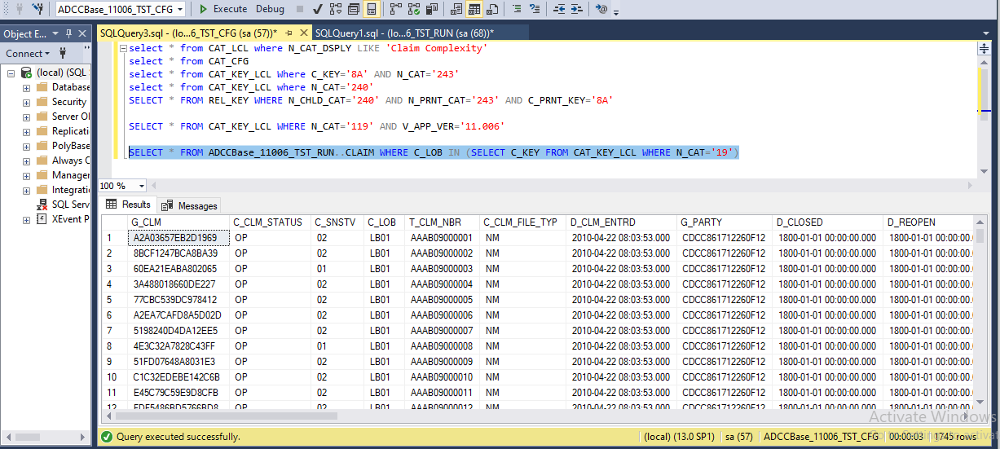 ADCCBase_11006_TST_CFG Execute Debug
Object E...
SQLQuery3.sql - (lo...6_TST_CFG (sa (57))* SQLQuery1.sql - (lo...6_TST_RUN (sa (68))*
Connect
(local) (SQL S
Database
Security
Server Ob
Replicati
PolyBase
Always O
Manager
Integrati
SQL Serv
XEvent P
select * from CAT_LCL where N_CAT_DSPLY LIKE 'Claim Complexity'
select * from CAT_CFG
select * from CAT_KEY_LCL Where C_KEY='8A' AND N_CAT='243'
select * from CAT_KEY_LCL where N_CAT='240'
SELECT * FROM REL_KEY WHERE N_CHLD_CAT='240' AND N_PRNT_CAT='243' AND C_PRNT_KEY='8A'
SELECT * FROM CAT_KEY_LCL WHERE N_CAT='119' AND V_APP_VER='11.006'
SELECT * FROM ADCCBase_11006_TST_RUN..CLAIM WHERE C_LOB IN (SELECT C_KEY FROM CAT_KEY_LCL WHERE N_CAT='19')
100 %
Results Messages
G_CLM C_CLM_STATUS C_SNSTV C_LOB T_CLM_NBR C_CLM_FILE_TYP D_CLM_ENTRD G_PARTY D_CLOSED D_REOPEN
1 A2A03657EB2D1969 OP 02 LB01 AAAB09000001 NM 2010-04-22 08:03:53.000 CDCC861712260F12 1800-01-01 00:00:00.000 1800-01-01 00:00:00.
2 8BCF1247BCA8BA39 OP 02 LB01 AAAB09000002 NM 2010-04-22 08:03:53.000 CDCC861712260F12 1800-01-01 00:00:00.000 1800-01-01 00:00:00.
3 60EA21EABA802065 OP 01 LB01 AAAB09000003 NM 2010-04-22 08:03:53.000 CDCC861712260F12 1800-01-01 00:00:00.000 1800-01-01 00:00:00.
4 3A488018660DE227 OP 02 LB01 AAAB09000004 NM 2010-04-22 08:03:53.000 CDCC861712260F12 1800-01-01 00:00:00.000 1800-01-01 00:00:00.
5 77CBC539DC978412 OP 02 LB01 AAAB09000005 NM 2010-04-22 08:03:53.000 CDCC861712260F12 1800-01-01 00:00:00.000 1800-01-01 00:00:00.
6 A2EA7CAFD8A5D02D OP 02 LB01 AAAB09000006 NM 2010-04-22 08:03:53.000 CDCC861712260F12 1800-01-01 00:00:00.000 1800-01-01 00:00:00.
7 5198240D4DA12EE5 OP 02 LB01 AAAB09000007 NM 2010-04-22 08:03:53.000 CDCC861712260F12 1800-01-01 00:00:00.000 1800-01-01 00:00:00.
8 4E3C32A7828C43FF OP 01 LB01 AAAB09000008 NM 2010-04-22 08:03:53.000 CDCC861712260F12 1800-01-01 00:00:00.000 1800-01-01 00:00:00.
9 51FD07648A8031E3 OP 02 LB01 AAAB09000009 NM 2010-04-22 08:03:53.000 CDCC861712260F12 1800-01-01 00:00:00.000 1800-01-01 00:00:00.
10 C1C32EDEBE142C6B OP 02 LB01 AAAB09000010 NM 2010-04-22 08:03:53.000 CDCC861712260F12 1800-01-01 00:00:00.000 1800-01-01 00:00:00.
11 E45C79C59E9D8CFB OP 02 LB01 AAAB09000011 NM 2010-04-22 08:03:53.000 CDCC861712260F12 1800-01-01 00:00:00.000 1800-01-01 00:00:00.
12 OP 02 LB01 AAAB09000012 NM 2010-04-22 08:03:53.000 CDCC861712260F12 1800-01-01 00:00:00.000 1800-01-01 00:00:00.
Activate Windows
Go to Settings to activat
Query executed successfully. (local) (13.0 SP1) sa (57) ADCCBase_11006_TST_CFG 00:00:03 1745 rows